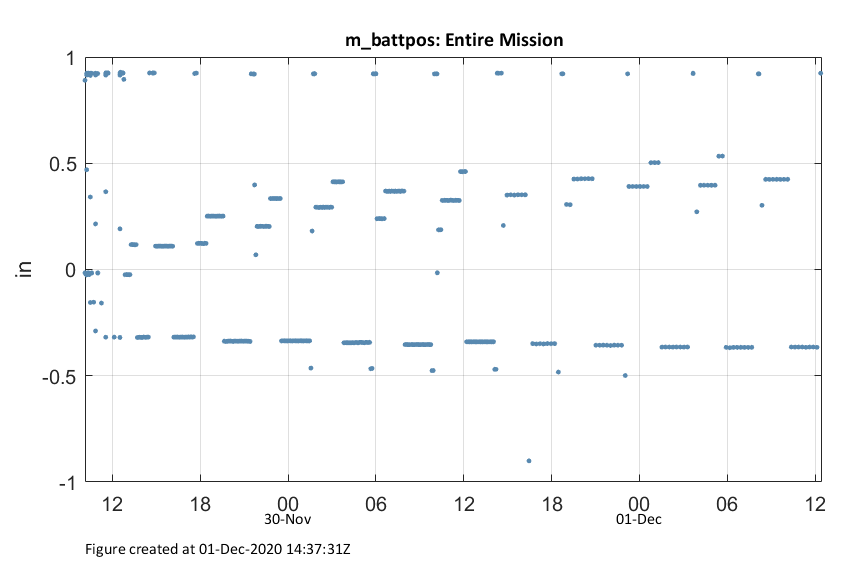 m_battpos: Entire Mission
1
0.5
0
-0.5
-1
in
12 18 00 06 12 18 00 06 12
30-Nov 01-Dec
Figure created at 01-Dec-2020 14:37:31Z